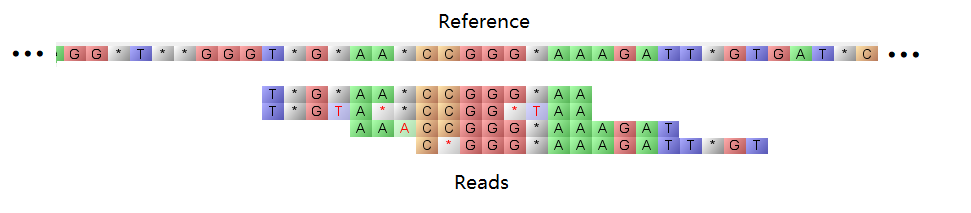 Reference
••• G G * T * * G G G T * G * A A * C C G G G * A A A G A T T * G T G A T * C •••
T * G * A A * C C G G G * A A
T * G T A * * C C G G * T A A
A A A C C G G G * A A A G A T
C * G G G * A A A G A T T * G T
Reads